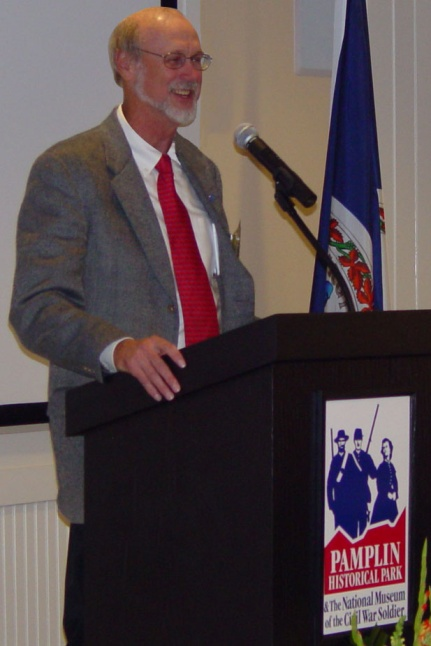 PAMPLIN
HISTORICAL PARK
& The National Museum
of the Civil War Soldier